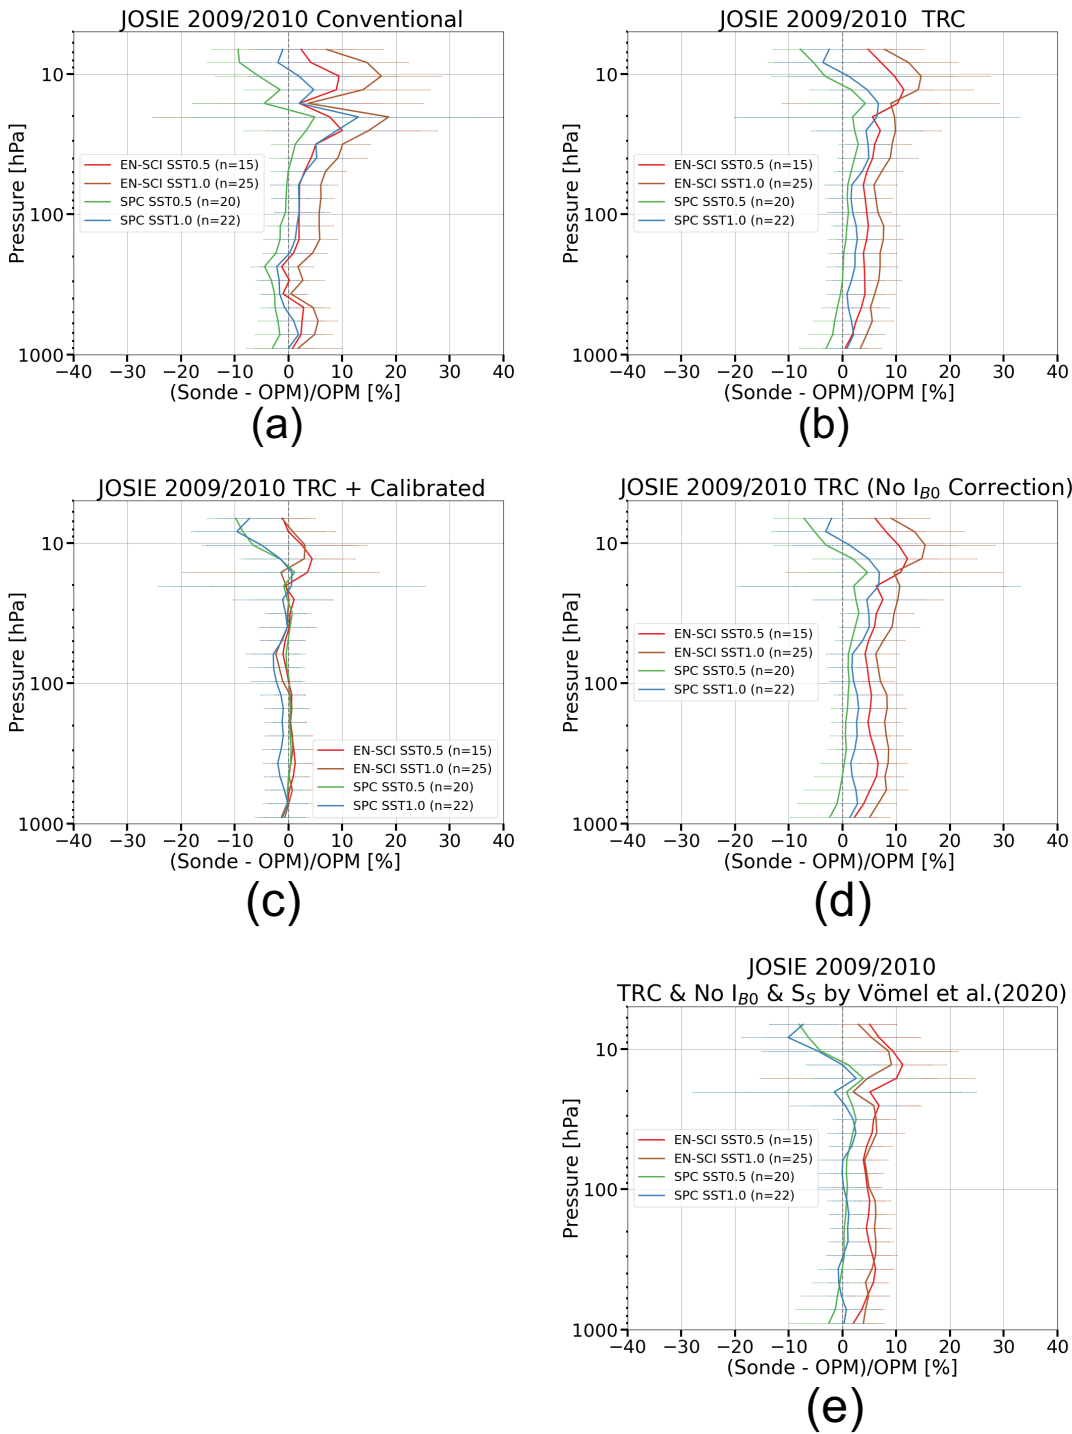 JOSIE 2009/2010 Conventional
Pressure [hPa]
10
100
1000
EN-SCI SST0.5 (n=15)
EN-SCI SST1.0 (n=25)
SPC SST0.5 (n=20)
SPC SST1.0 (n=22)
−40 −30 −20 −10 0 10 20 30 40
(Sonde - OPM)/OPM [%]
(a)
JOSIE 2009/2010 TRC
Pressure [hPa]
10
100
1000
EN-SCI SST0.5 (n=15)
EN-SCI SST1.0 (n=25)
SPC SST0.5 (n=20)
SPC SST1.0 (n=22)
−40 −30 −20 −10 0 10 20 30 40
(Sonde - OPM)/OPM [%]
(b)
JOSIE 2009/2010 TRC + Calibrated
Pressure [hPa]
10
100
1000
EN-SCI SST0.5 (n=15)
EN-SCI SST1.0 (n=25)
SPC SST0.5 (n=20)
SPC SST1.0 (n=22)
−40 −30 −20 −10 0 10 20 30 40
(Sonde - OPM)/OPM [%]
(c)
JOSIE 2009/2010 TRC (No I_B0 Correction)
Pressure [hPa]
10
100
1000
EN-SCI SST0.5 (n=15)
EN-SCI SST1.0 (n=25)
SPC SST0.5 (n=20)
SPC SST1.0 (n=22)
−40 −30 −20 −10 0 10 20 30 40
(Sonde - OPM)/OPM [%]
(d)
JOSIE 2009/2010
TRC & No I_B0 & S_S by Vömel et al.(2020)
Pressure [hPa]
10
100
1000
EN-SCI SST0.5 (n=15)
EN-SCI SST1.0 (n=25)
SPC SST0.5 (n=20)
SPC SST1.0 (n=22)
−40 −30 −20 −10 0 10 20 30 40
(Sonde - OPM)/OPM [%]
(e)